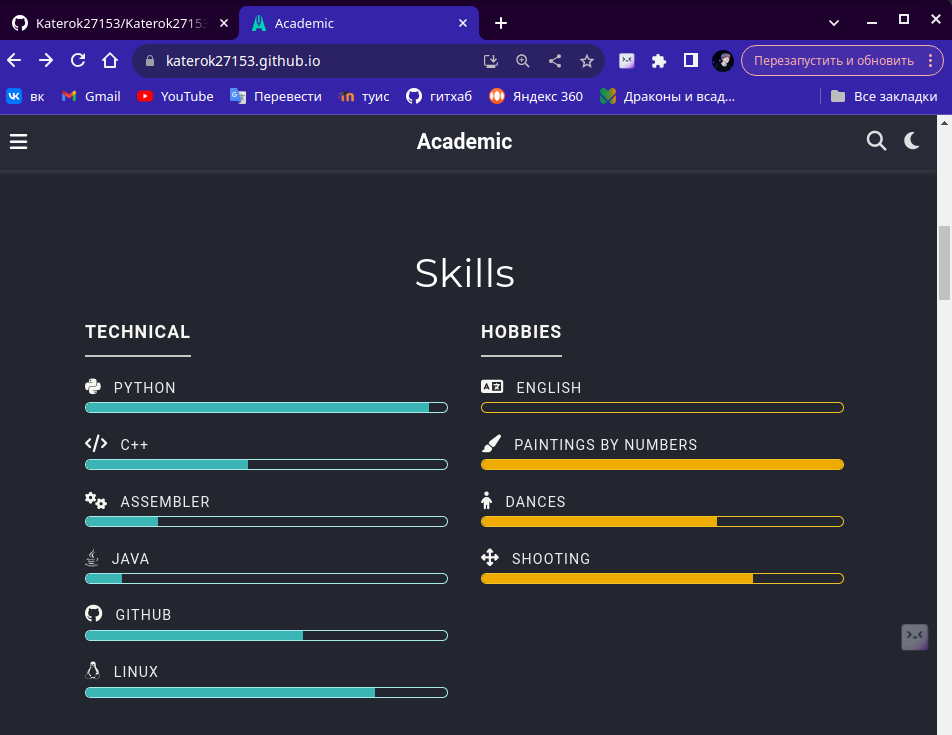 Katerok27153/Katerok27153 Academic
katerok27153.github.io Перезапустить и обновить
вк Gmail YouTube Перевести туис гитхаб Яндекс 360 Драконы и всад... Все закладки
Academic
Skills
TECHNICAL
PYTHON
C++
ASSEMBLER
JAVA
GITHUB
LINUX
HOBBIES
ENGLISH
PAINTINGS BY NUMBERS
DANCES
SHOOTING